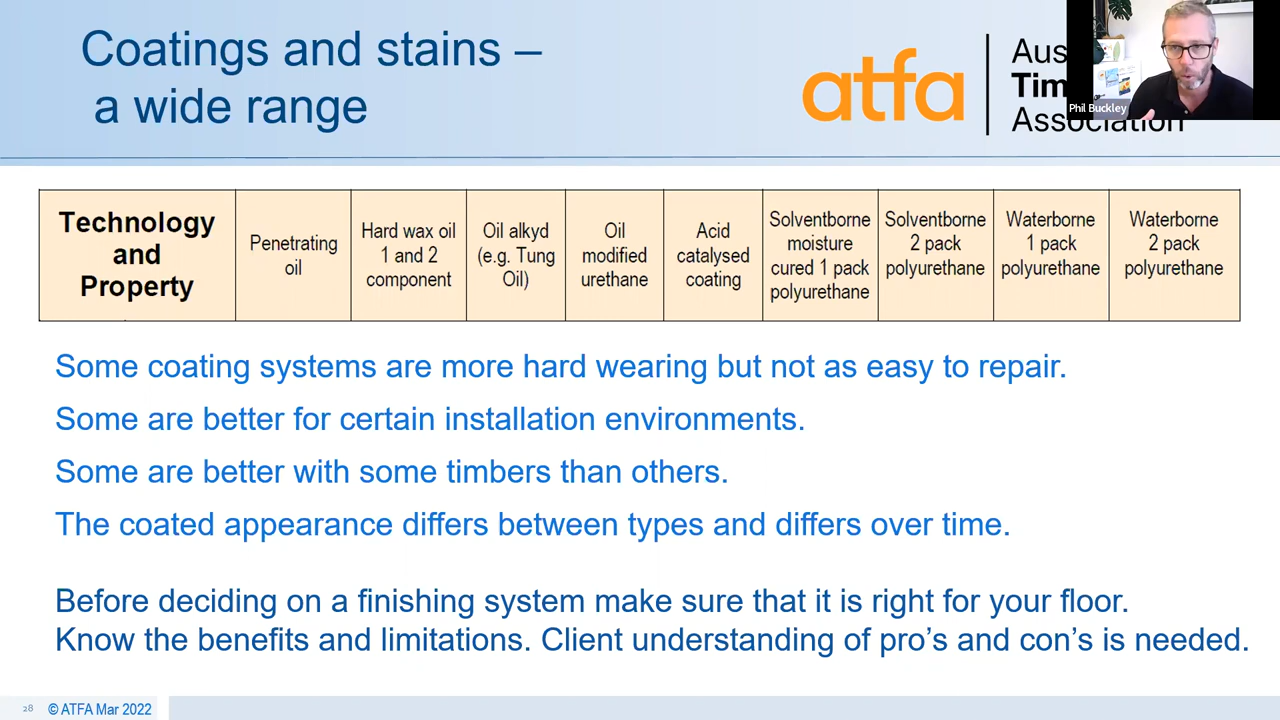 Coatings and stains –
a wide range
atfa
Association
Phil Buckley
Technology and Property
Penetrating oil
Hard wax oil 1 and 2 component
Oil alkyd (e.g. Tung Oil)
Oil modified urethane
Acid catalysed coating
Solventborne moisture cured 1 pack polyurethane
Solventborne 2 pack polyurethane
Waterborne 1 pack polyurethane
Waterborne 2 pack polyurethane
Some coating systems are more hard wearing but not as easy to repair.
Some are better for certain installation environments.
Some are better with some timbers than others.
The coated appearance differs between types and differs over time.
Before deciding on a finishing system make sure that it is right for your floor.
Know the benefits and limitations. Client understanding of pro's and con's is needed.
28 © ATFA Mar 2022